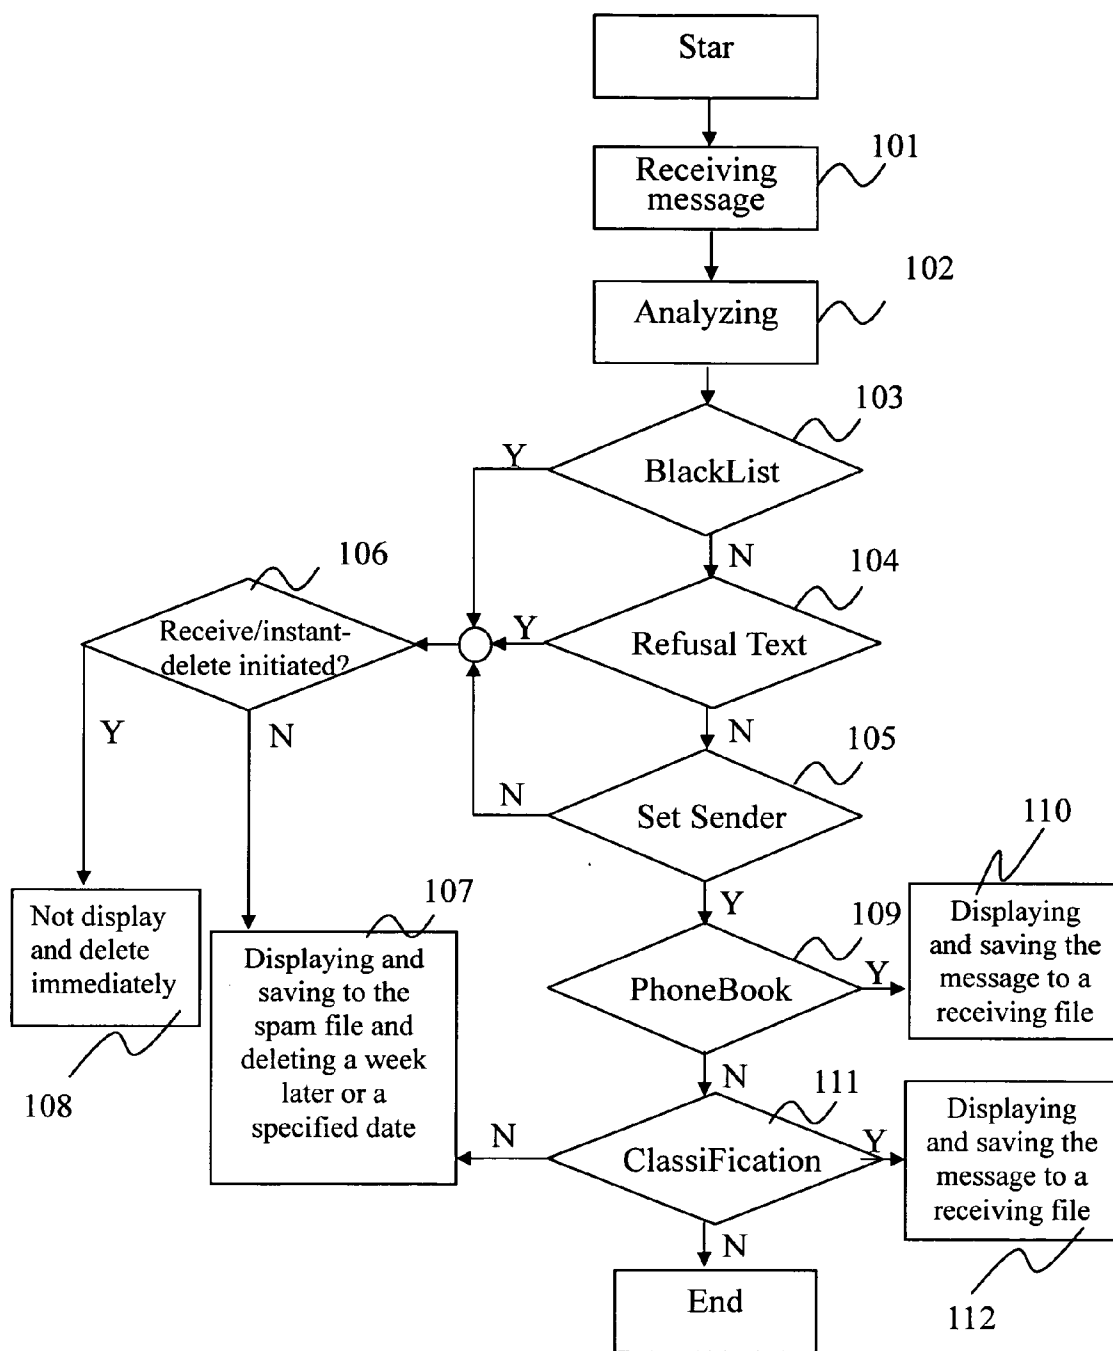 Star
Receiving
message
101
Analyzing
102
BlackList
103
Y
N
Refusal Text
104
Y
N
Receive/instant-
delete initiated?
106
Y
N
Set Sender
105
N
Y
Not display
and delete
immediately
108
Displaying and
saving to the
spam file and
deleting a week
later or a
specified date
107
PhoneBook
109
Y
N
Displaying
and saving the
message to a
receiving file
110
ClassiFication
111
N
Y
N
Displaying
and saving the
message to a
receiving file
112
End